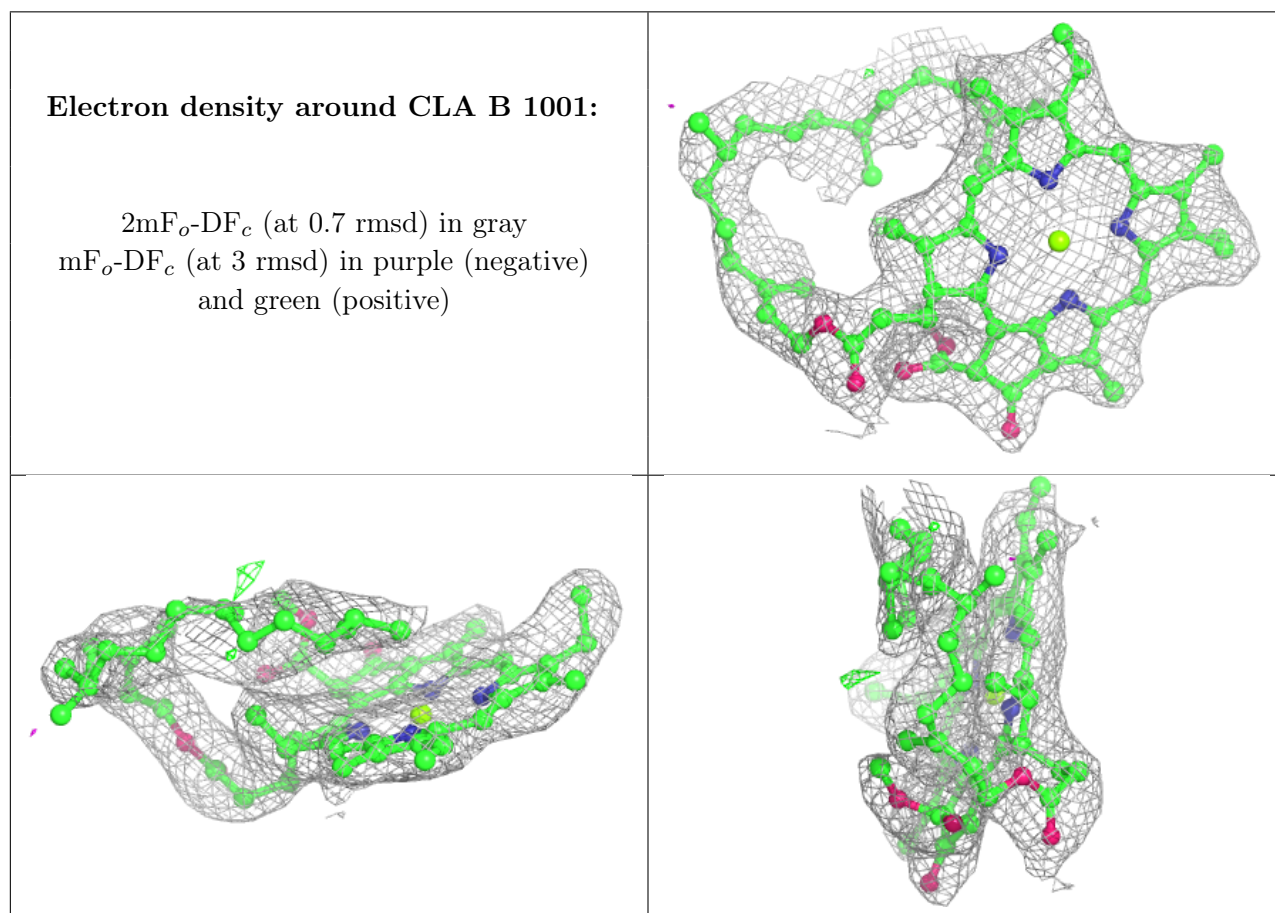 Electron density around CLA B 1001:
2mFo-DFc (at 0.7 rmsd) in gray
mFo-DFc (at 3 rmsd) in purple (negative)
and green (positive)